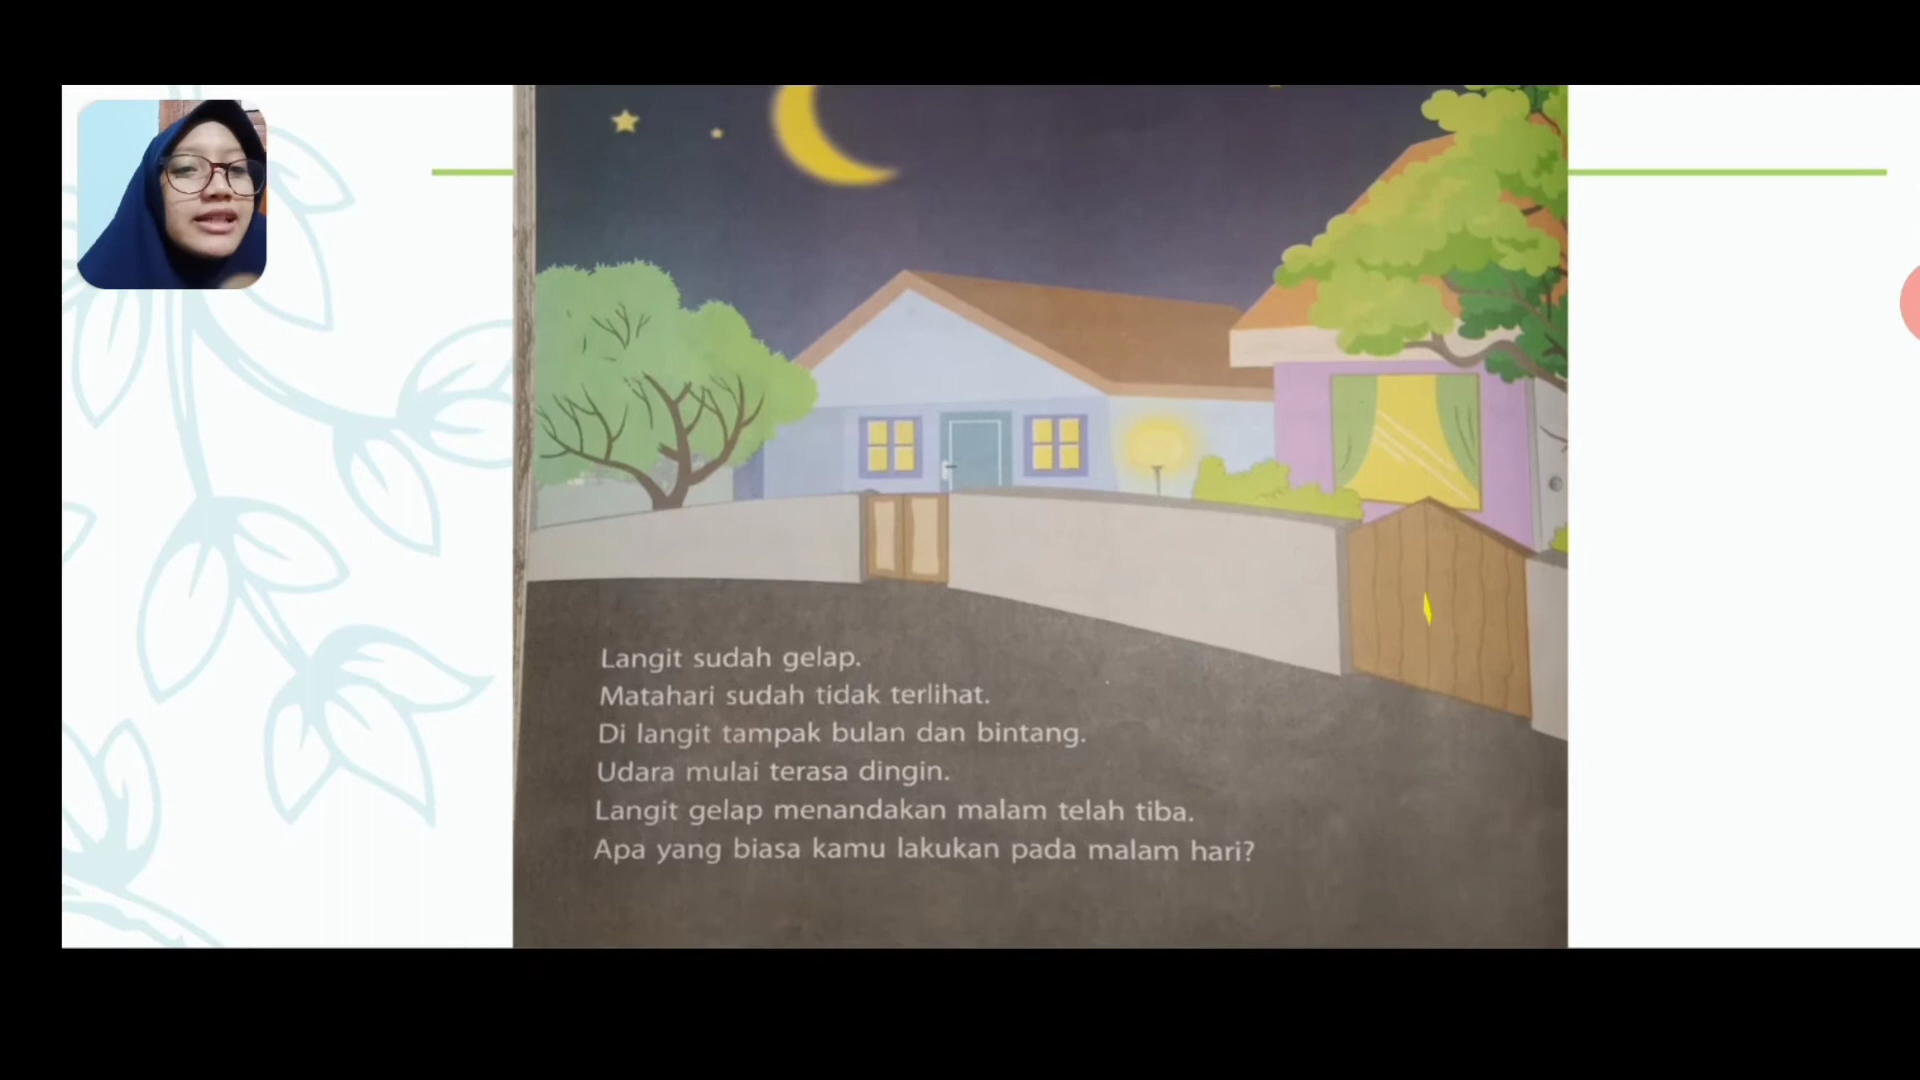 Langit sudah gelap.
Matahari sudah tidak terlihat.
Di langit tampak bulan dan bintang.
Udara mulai terasa dingin.
Langit gelap menandakan malam telah tiba.
Apa yang biasa kamu lakukan pada malam hari?